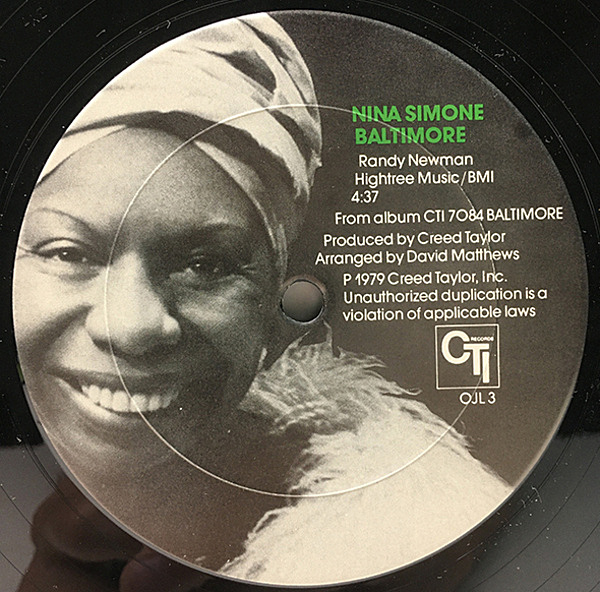 NINA SIMONE
BALTIMORE
Randy Newman
Hightree Music/BMI
4:37
From album CTI 7084 BALTIMORE
Produced by Creed Taylor
Arranged by David Matthews
P 1979 Creed Taylor, Inc.
Unauthorized duplication is a
violation of applicable laws
CTI RECORDS
OJL 3